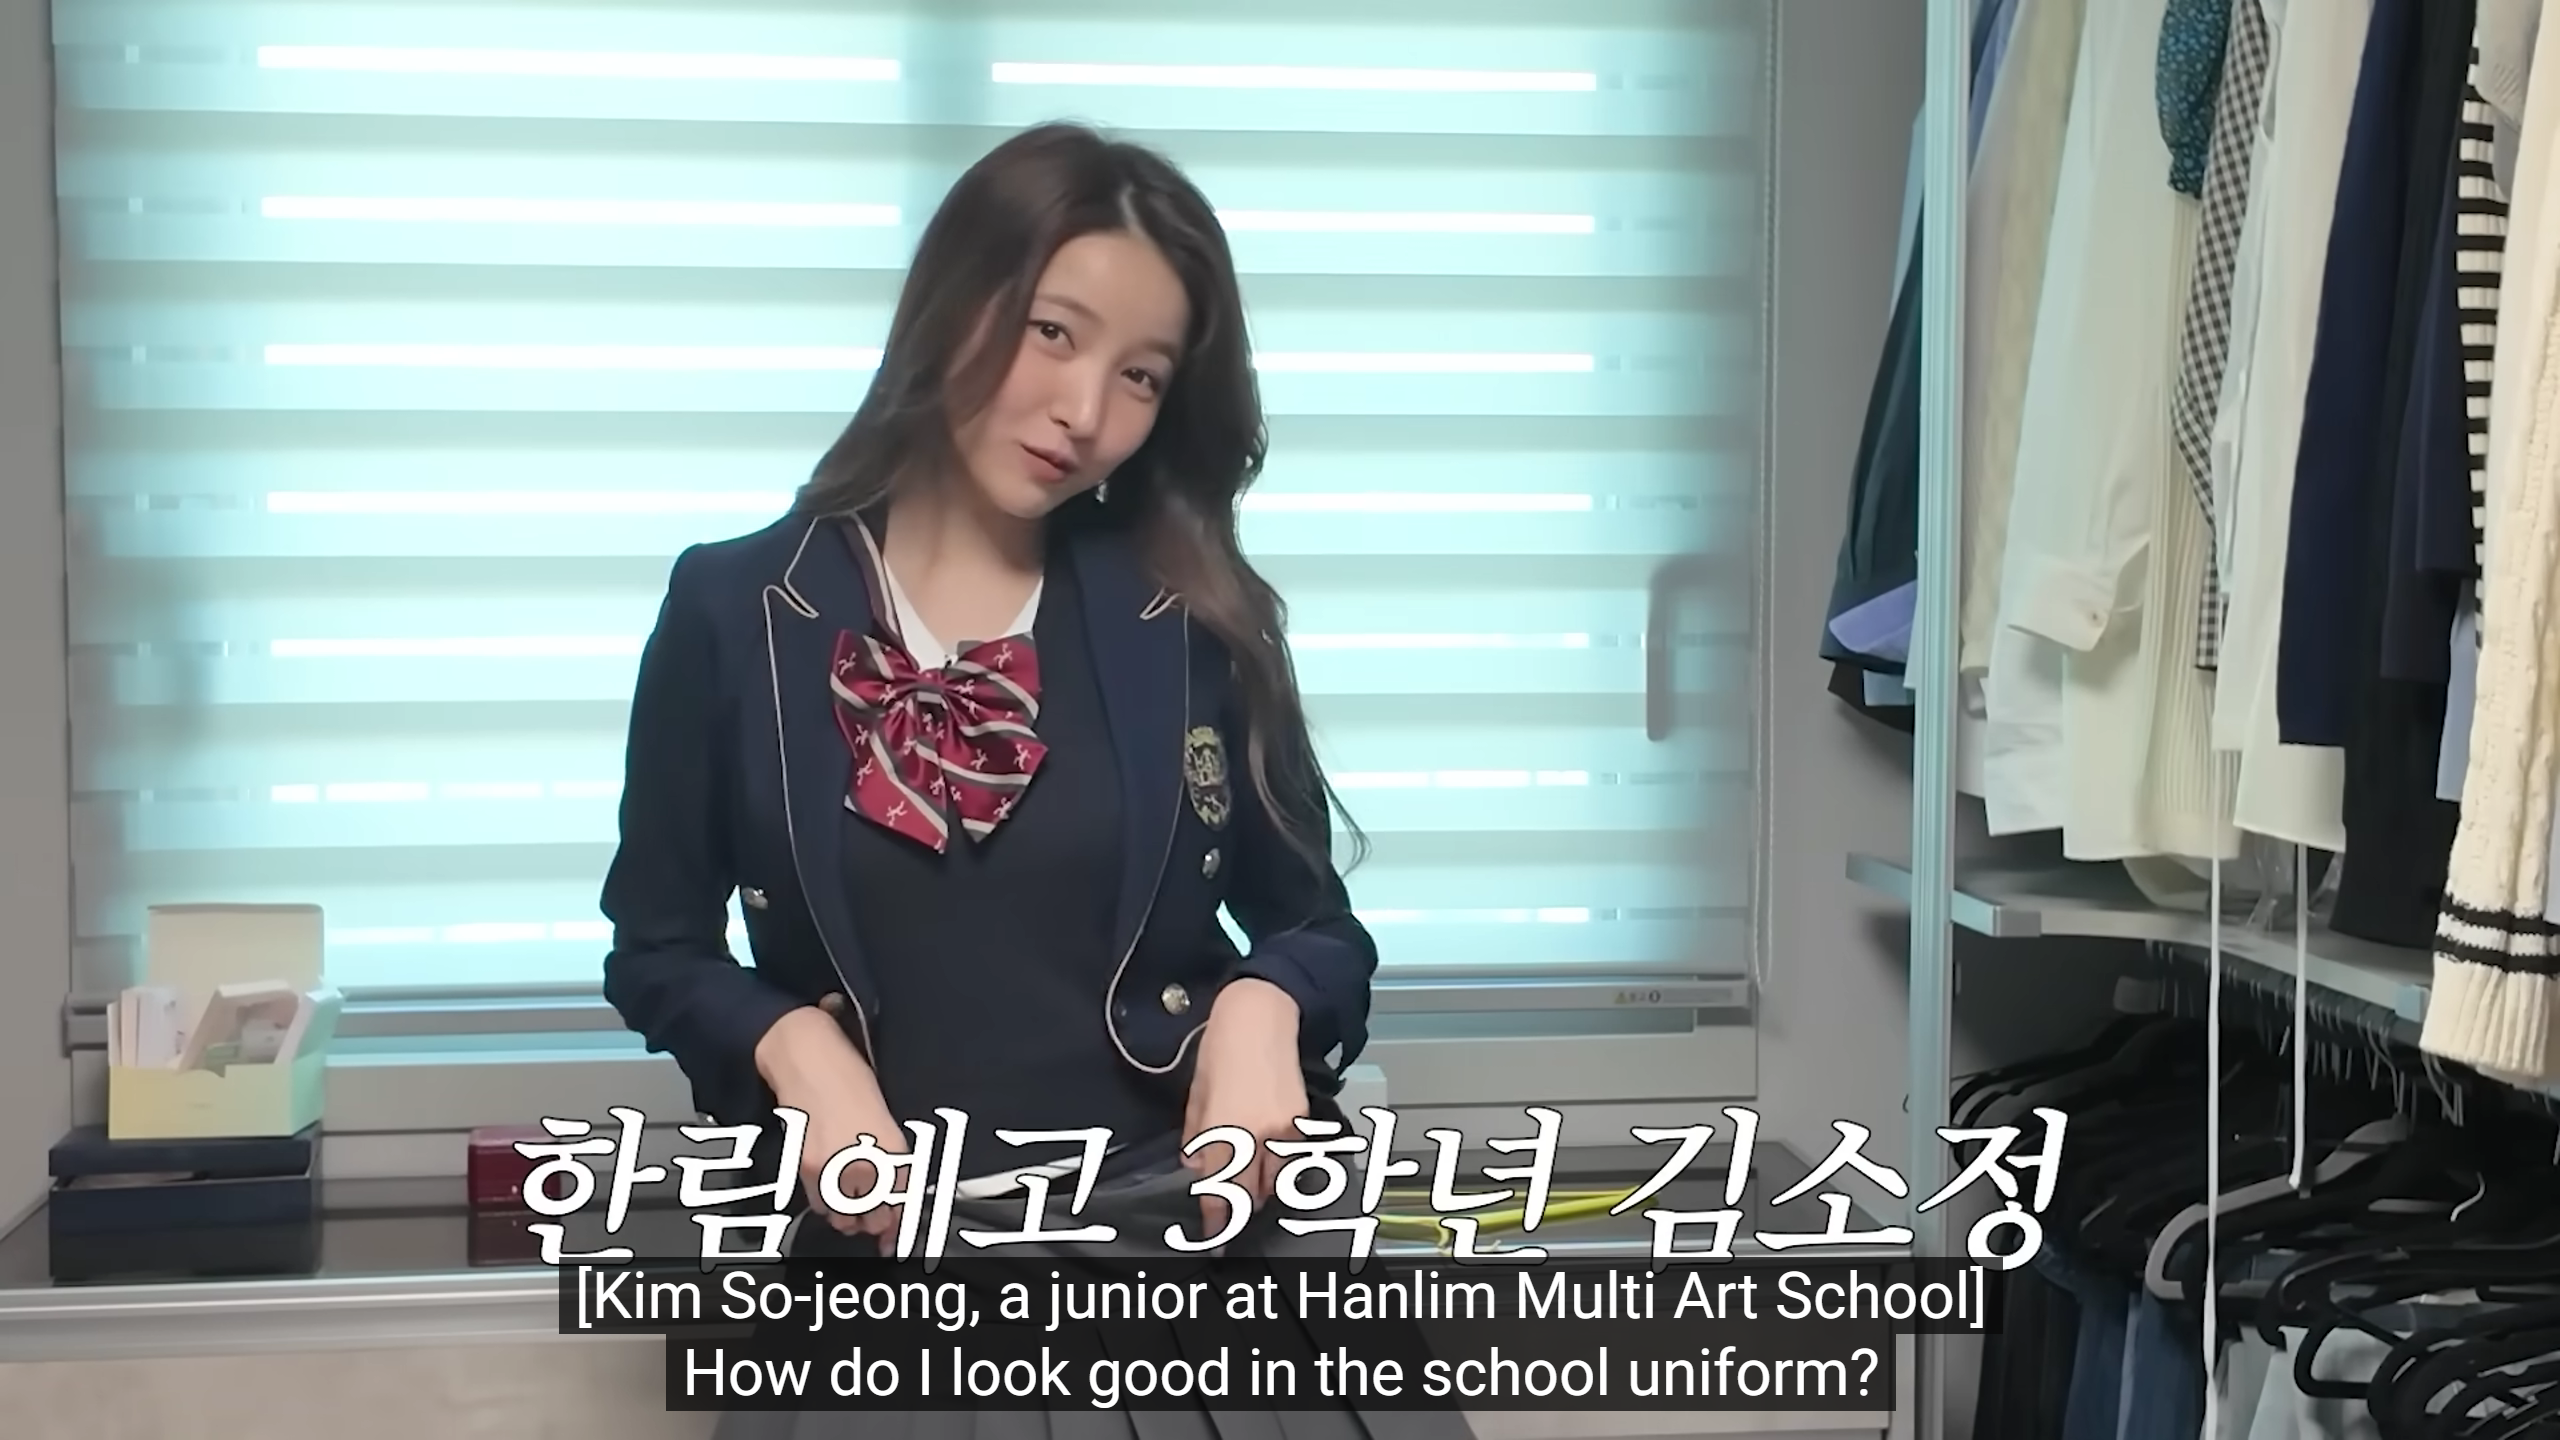 한림예고 3학년 김소정
[Kim So-jeong, a junior at Hanlim Multi Art School]
How do I look good in the school uniform?